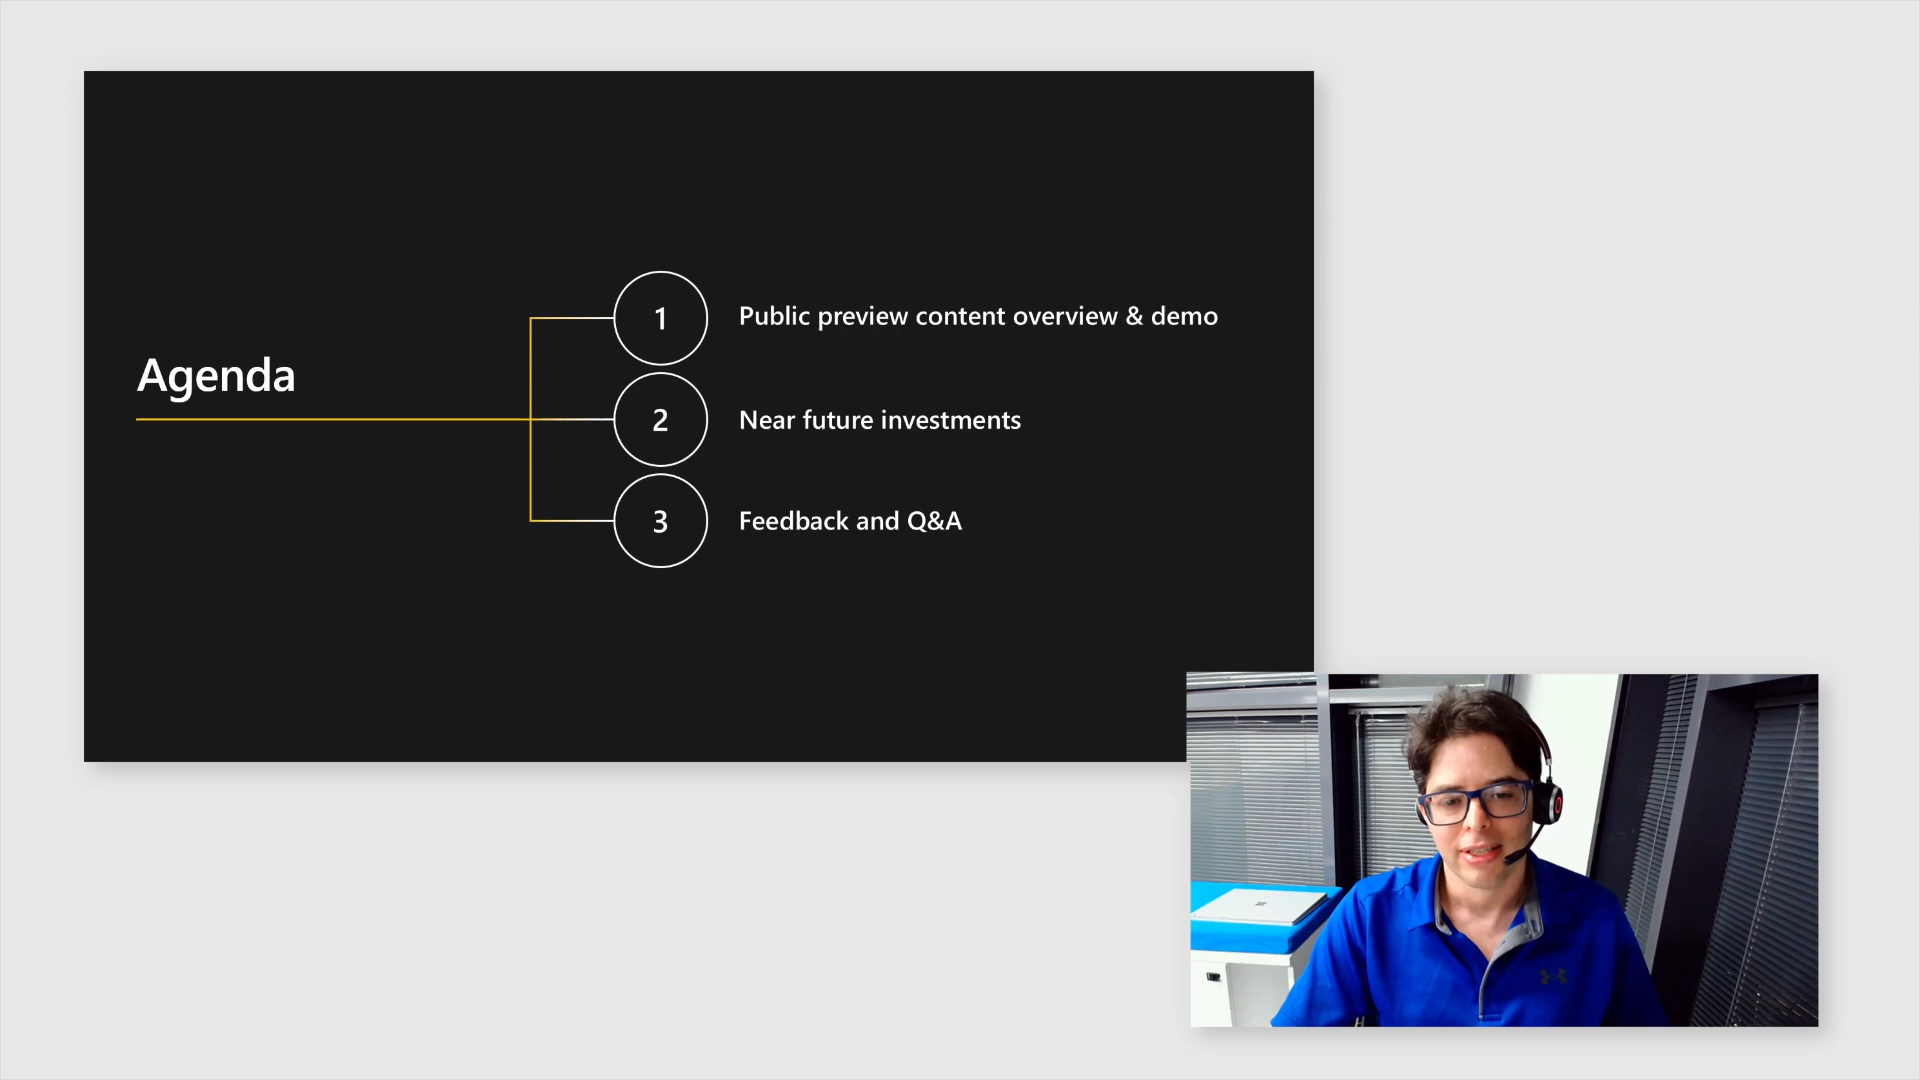 Agenda
1
Public preview content overview & demo
2
Near future investments
3
Feedback and Q&A